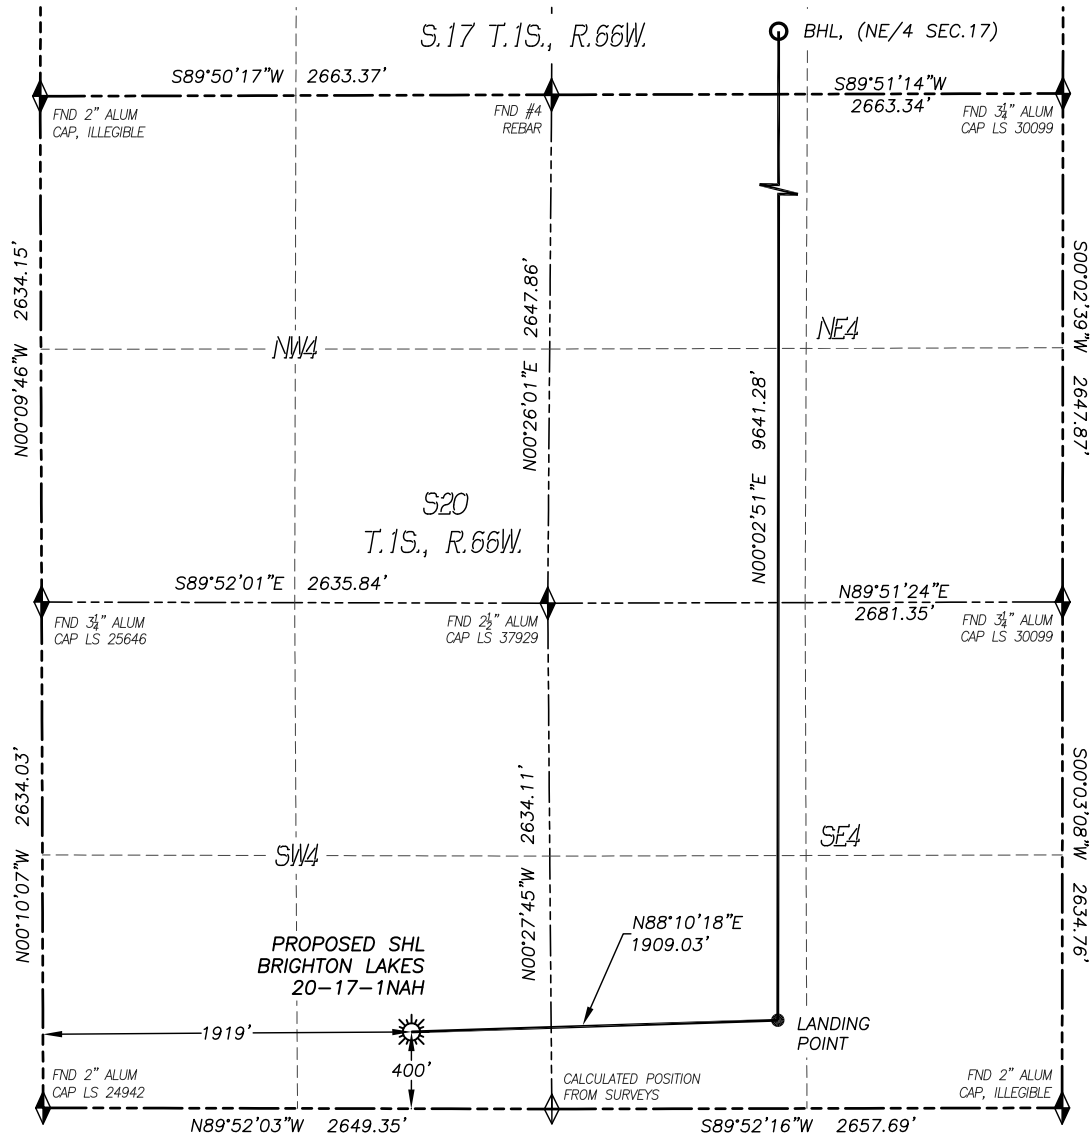 S.17 T.1S., R.66W.
BHL, (NE/4 SEC.17)
S89°50'17"W 2663.37'
S89°51'14"W
2663.34'
FND 2" ALUM
CAP, ILLEGIBLE
FND #4
REBAR
FND 3¼" ALUM
CAP LS 30099
N00°09'46"W 2634.15'
N00°26'01"E 2647.86'
S00°02'39"W 2647.87'
NW4
NE4
N00°02'51"E 9641.28'
S20
T.1S., R.66W.
S89°52'01"E 2635.84'
N89°51'24"E
2681.35'
FND 3¼" ALUM
CAP LS 25646
FND 2½" ALUM
CAP LS 37929
FND 3¼" ALUM
CAP LS 30099
N00°10'07"W 2634.03'
N00°27'45"W 2634.11'
S00°03'08"W 2634.76'
SW4
SE4
N88°10'18"E
1909.03'
PROPOSED SHL
BRIGHTON LAKES
20-17-1NAH
1919'
LANDING
POINT
400'
FND 2" ALUM
CAP LS 24942
CALCULATED POSITION
FROM SURVEYS
FND 2" ALUM
CAP, ILLEGIBLE
N89°52'03"W 2649.35'
S89°52'16"W 2657.69'